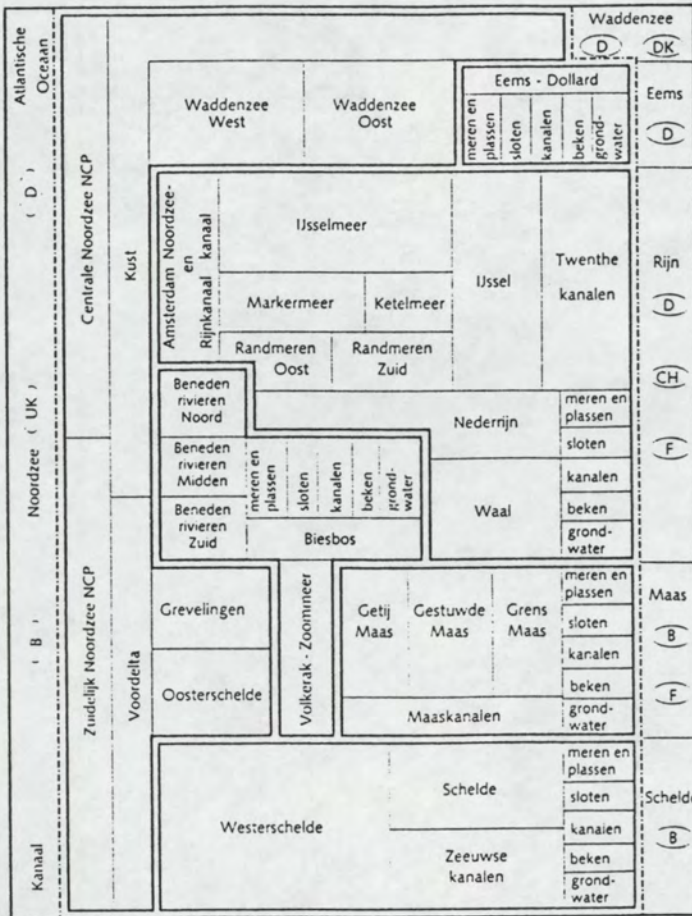 Waddenzee
D DK
Atlantische
Oceaan
( D )
Noordzee ( UK )
( B )
Kanaal
Centrale Noordzee NCP
Zuidelijk Noordzee NCP
Kust
Voordelta
Waddenzee
West
Waddenzee
Oost
Eems - Dollard
meren en
plassen
sloten
kanalen
beken
grond-
water
Eems
D
Amsterdam Noordzee-
en kanaal
Rijnkanaal
IJsselmeer
Markermeer
Ketelmeer
Randmeren
Oost
Randmeren
Zuid
IJssel
Twenthe
kanalen
Rijn
D
CH
F
Beneden
rivieren
Noord
Nederrijn
meren en
plassen
sloten
kanalen
beken
grond-
water
Beneden
rivieren
Midden
meren en
plassen
sloten
kanalen
beken
grond-
water
Waal
Beneden
rivieren
Zuid
Biesbos
Grevelingen
Oosterschelde
Volkerak - Zoommeer
Getij
Maas
Gestuwde
Maas
Grens
Maas
Maaskanalen
meren en
plassen
sloten
kanalen
beken
grond-
water
Maas
B
F
Westerschelde
Schelde
Zeeuwse
kanalen
meren en
plassen
sloten
kanalen
beken
grond-
water
Schelde
B